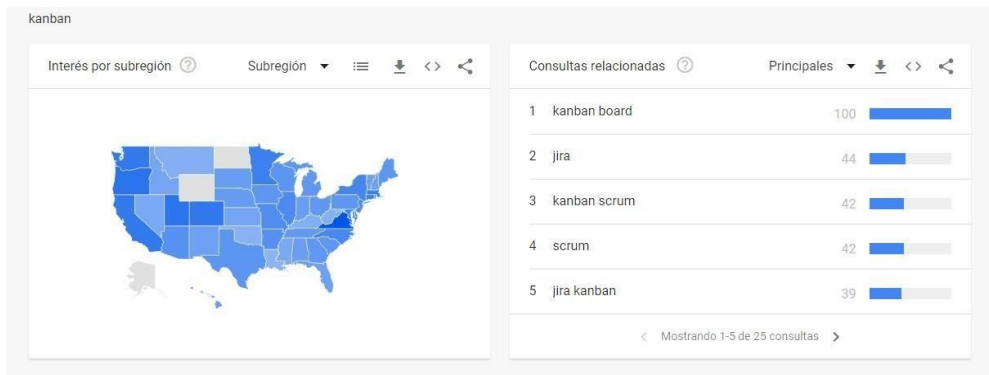 kanban
Interés por subregión
Subregión
Consultas relacionadas
Principales
1 kanban board 100
2 jira 44
3 kanban scrum 42
4 scrum 42
5 jira kanban 39
Mostrando 1-5 de 25 consultas